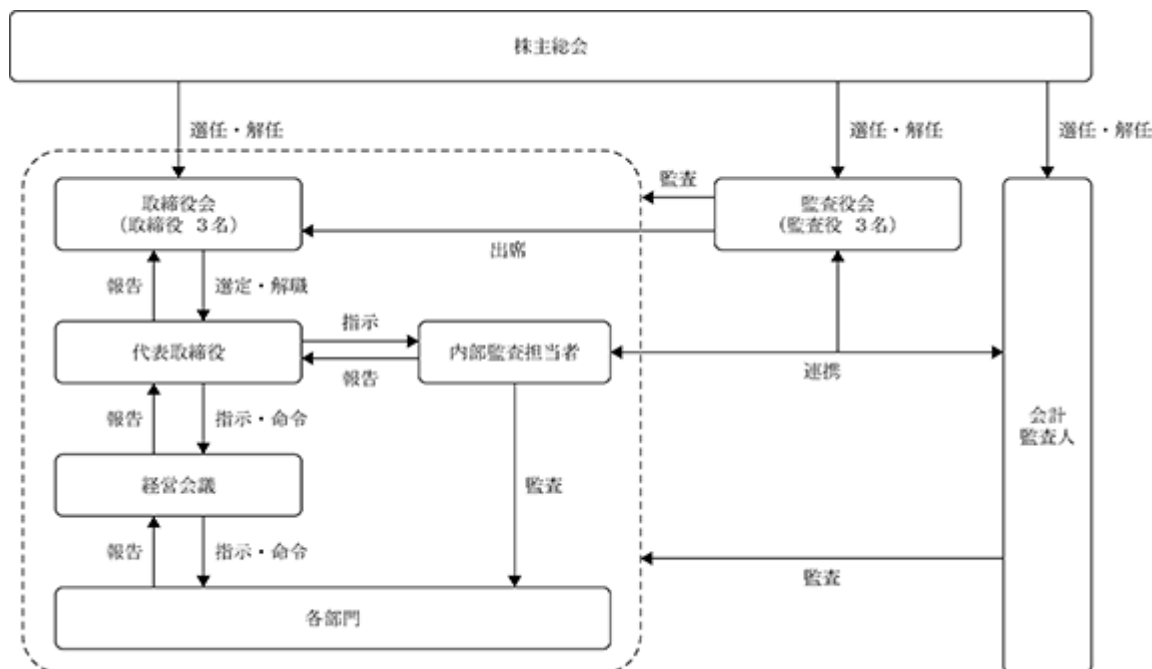 株主総会
選任・解任
選任・解任
選任・解任
取締役会
(取締役 3名)
監査
監査役会
(監査役 3名)
出席
報告
選定・解職
代表取締役
指示
報告
内部監査担当者
連携
会計
監査人
報告
指示・命令
経営会議
監査
報告
指示・命令
監査
各部門